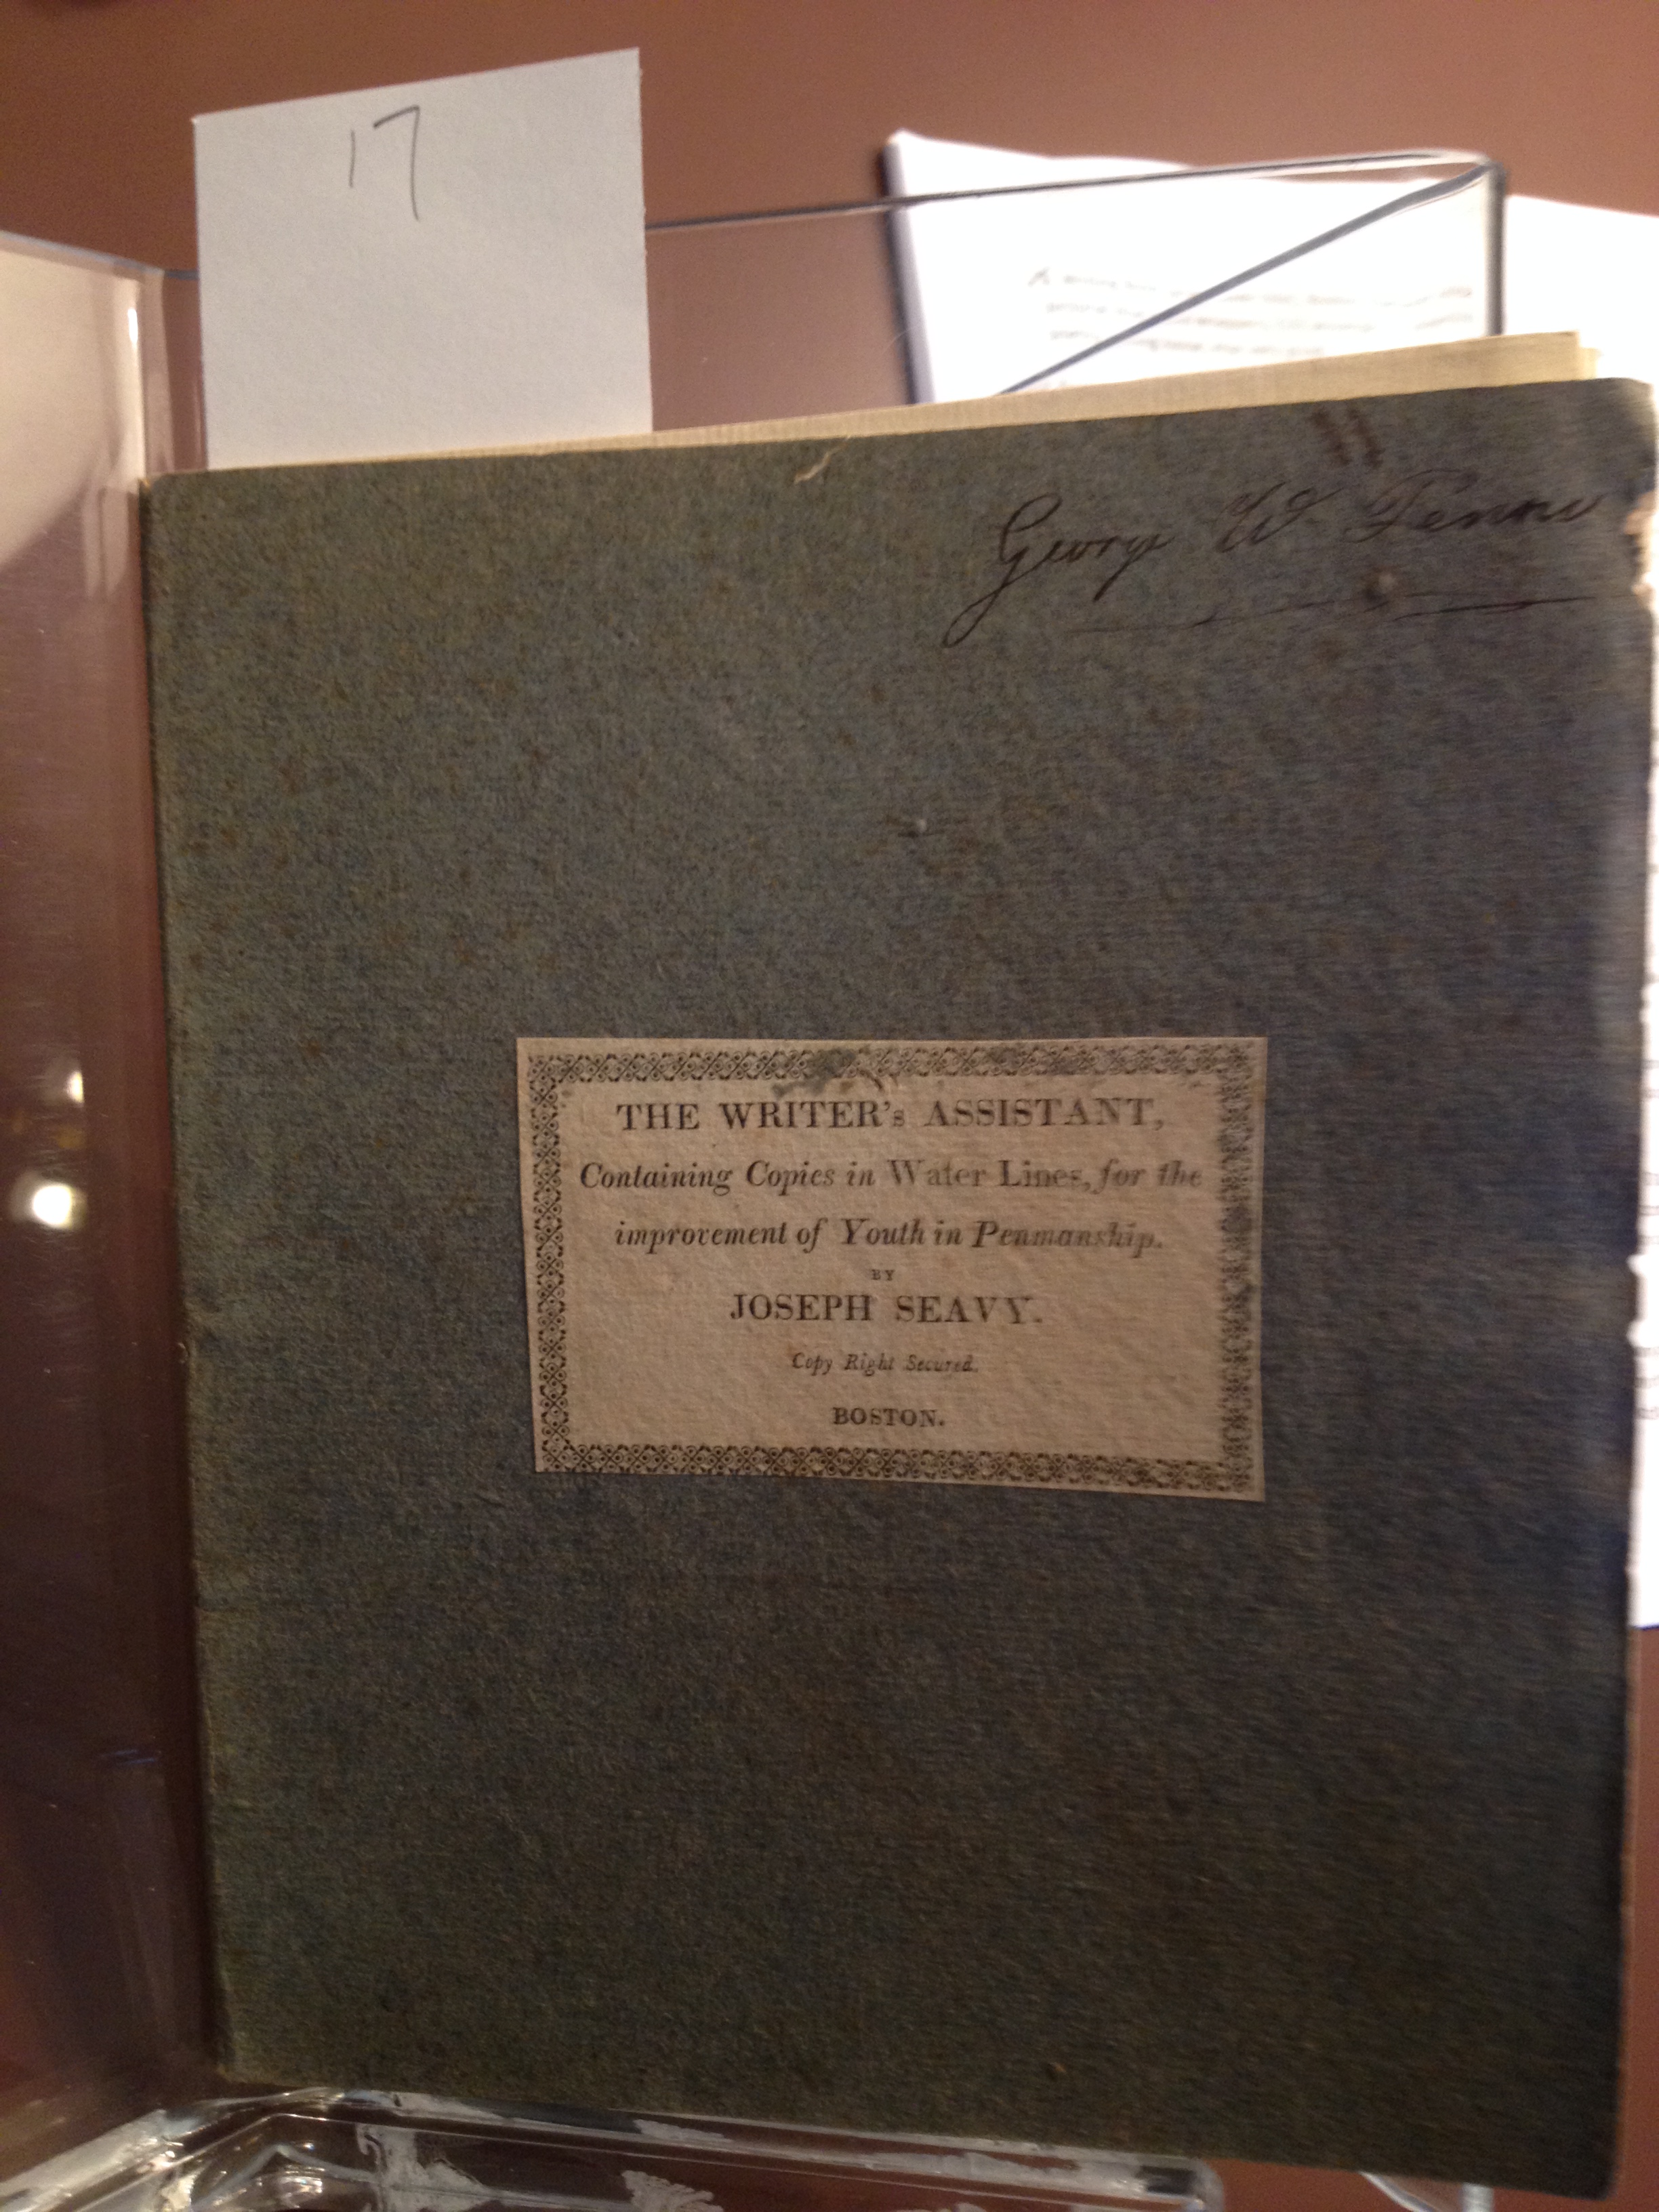 17
George W
THE WRITER's ASSISTANT,
Containing Copies in Water Lines, for the
improvement of Youth in Penmanship.
BY
JOSEPH SEAVY.
Copy Right Secured.
BOSTON.